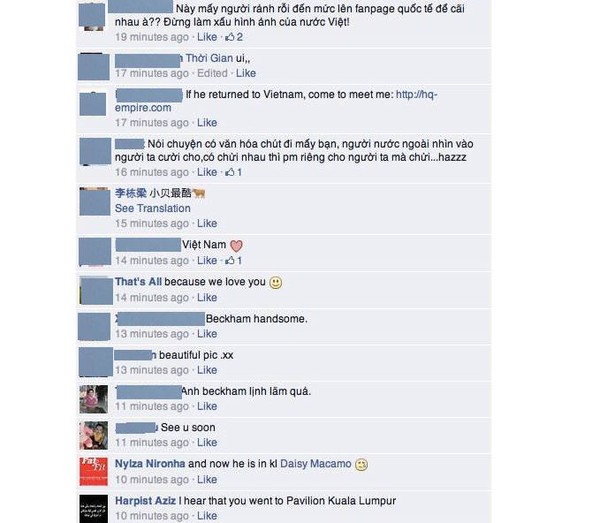 Này mấy người rảnh rỗi đến mức lên fanpage quốc tế để cãi
nhau à?? Đừng làm xấu hình ảnh của nước Việt!
19 minutes ago · Like · 2
Thời Gian ui,,
17 minutes ago · Edited · Like
If he returned to Vietnam, come to meet me: http://hq-
empire.com
17 minutes ago · Like
: Nói chuyện có văn hóa chút đi mấy bạn, người nước ngoài nhìn vào
người ta cười cho,có chửi nhau thì pm riêng cho người ta mà chửi...hazzz
16 minutes ago · Like · 1
李栋梁 小贝最酷
See Translation
15 minutes ago · Like
Việt Nam
14 minutes ago · Like · 1
That's All because we love you
14 minutes ago · Like
Beckham handsome.
13 minutes ago · Like
beautiful pic .xx
13 minutes ago · Like
Anh beckham lịnh lãm quá.
11 minutes ago · Like
See u soon
11 minutes ago · Like
Nylza Nironha and now he is in kl Daisy Macamo
10 minutes ago · Like
Harpist Aziz I hear that you went to Pavilion Kuala Lumpur
10 minutes ago · Like